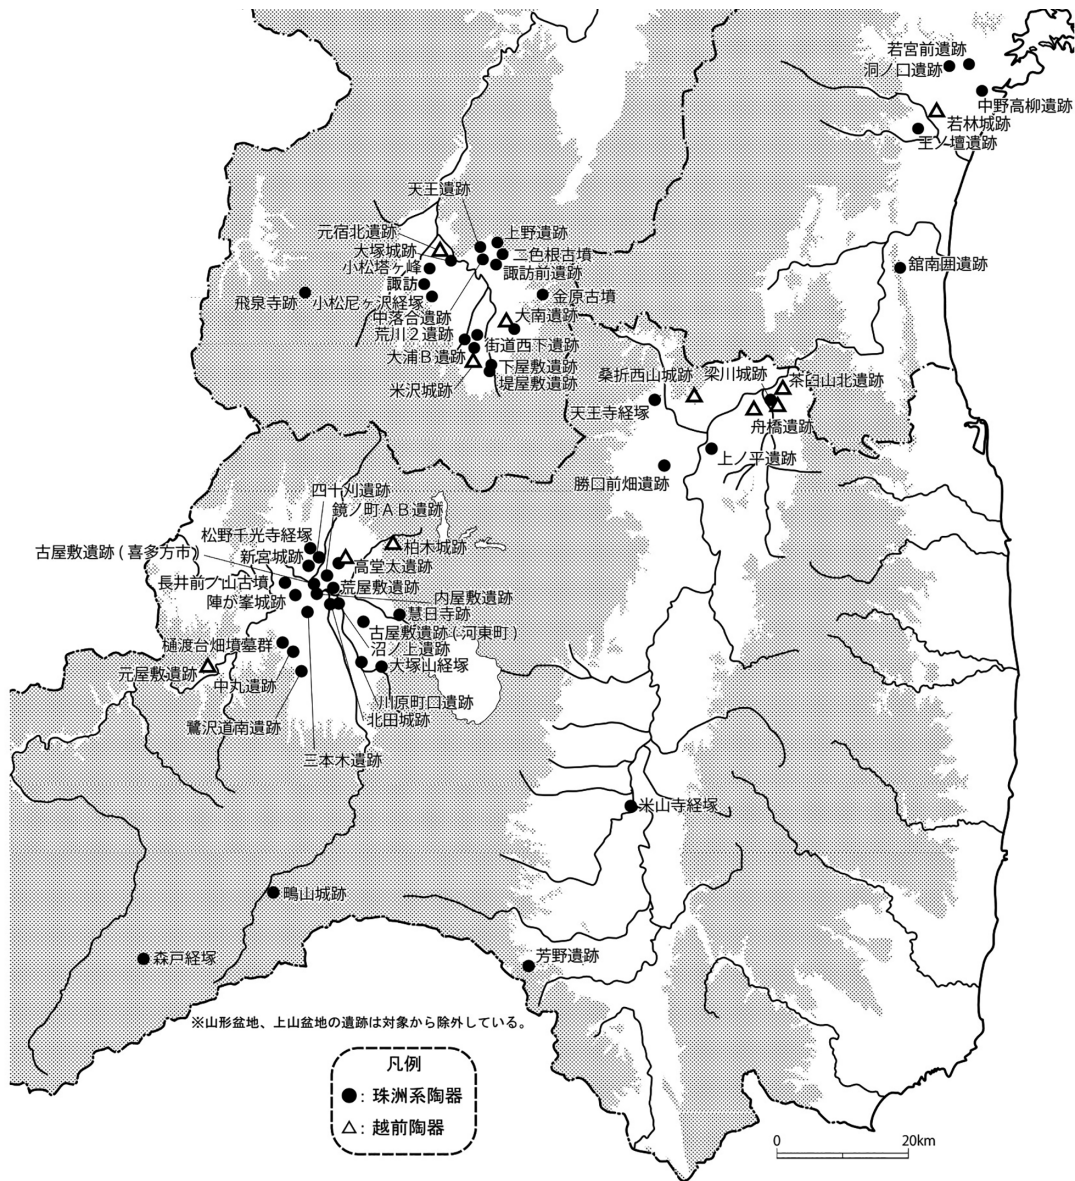 若宮前遺跡
洞ノ口遺跡
中野高柳遺跡
若林城跡
王ノ壇遺跡
天王遺跡
元宿北遺跡
上野遺跡
大塚城跡
二色根古墳
小松塔ヶ峰
諏訪前遺跡
舘南囲遺跡
諏訪
飛泉寺跡
小松尼ヶ沢経塚
金原古墳
中落合遺跡
大南遺跡
荒川2遺跡
街道西下遺跡
大浦B遺跡
下屋敷遺跡
米沢城跡
堤屋敷遺跡
桑折西山城跡
梁川城跡
茶臼山北遺跡
天王寺経塚
舟橋遺跡
上ノ平遺跡
勝口前畑遺跡
四十刈遺跡
鏡ノ町AB遺跡
松野千光寺経塚
古屋敷遺跡(喜多方市)
新宮城跡
柏木城跡
高堂太遺跡
長井前ノ山古墳
荒屋敷遺跡
陣が峯城跡
内屋敷遺跡
慧日寺跡
古屋敷遺跡(河東町)
樋渡台畑墳墓群
沼ノ上遺跡
元屋敷遺跡
中丸遺跡
大塚山経塚
川原町口遺跡
鷺沢道南遺跡
北田城跡
三本木遺跡
米山寺経塚
鴫山城跡
森戸経塚
芳野遺跡
※山形盆地、上山盆地の遺跡は対象から除外している。
凡例
●:珠洲系陶器
△:越前陶器
0 20km